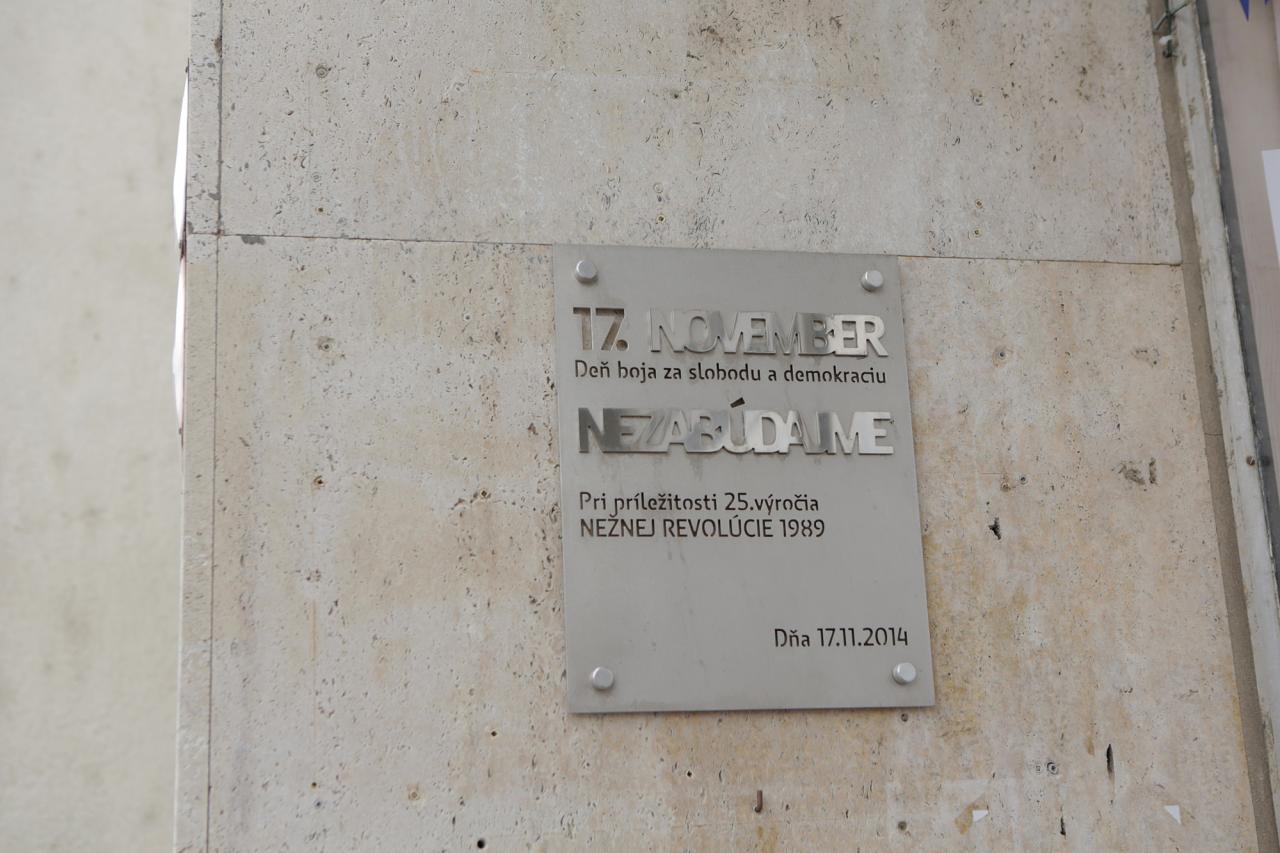 17. NOVEMBER
Deň boja za slobodu a demokraciu
NEZABÚDAJME
Pri príležitosti 25.výročia
NEŽNEJ REVOLÚCIE 1989
Dňa 17.11.2014